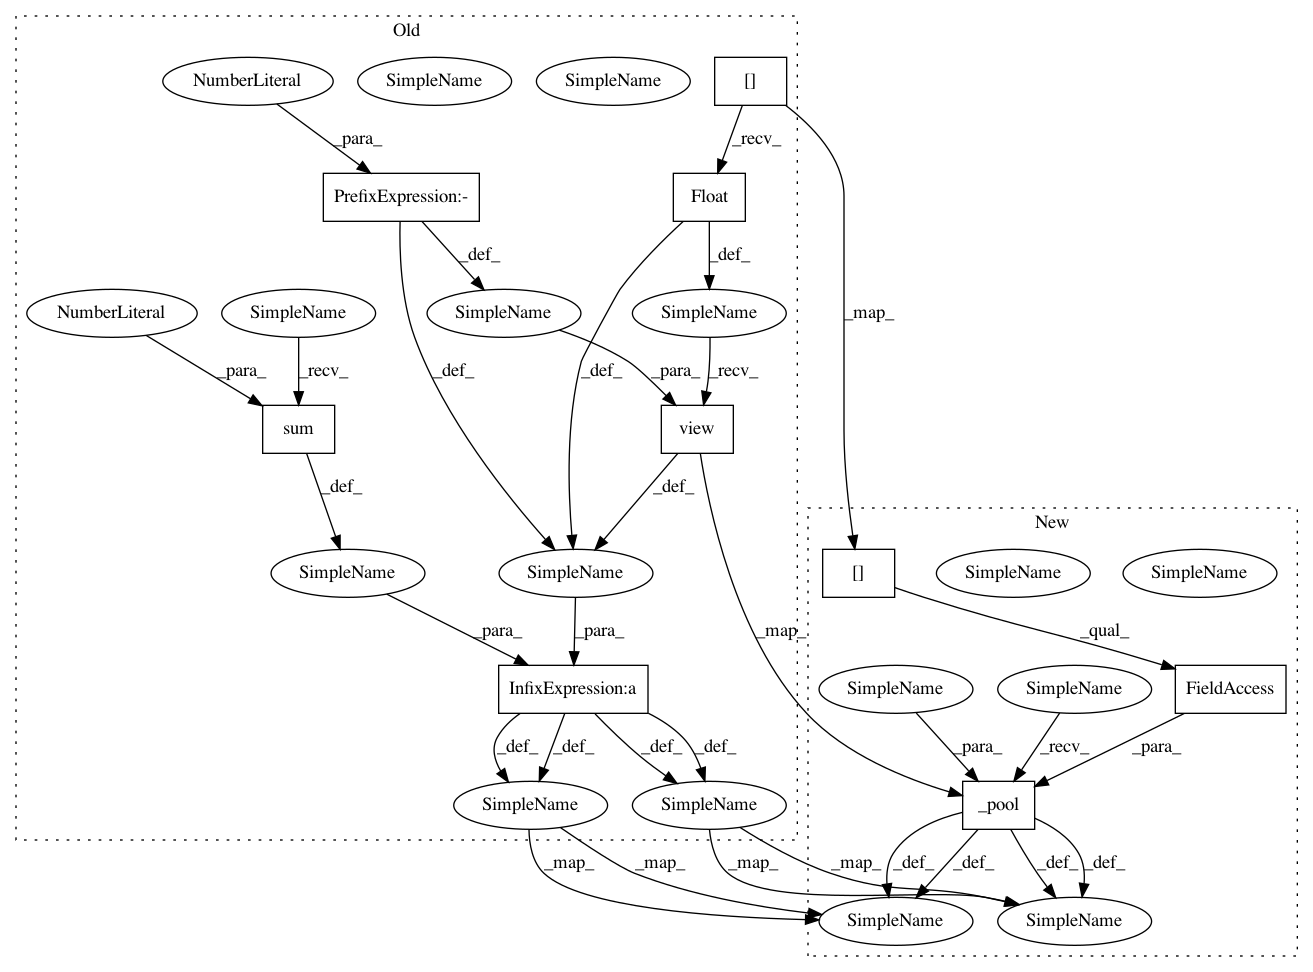 Old
NumberLiteral
SimpleName
SimpleName
[]
_para_
_recv_
_map_
PrefixExpression:-
Float
_def_
_def_
NumberLiteral
SimpleName
SimpleName
SimpleName
_para_
_recv_
_def_
_def_
_para_
_recv_
sum
view
_def_
_def_
_map_
New
SimpleName
SimpleName
[]
SimpleName
SimpleName
_para_
_para_
_qual_
InfixExpression:a
SimpleName
SimpleName
FieldAccess
_def_
_def_
_def_
_def_
_para_
_recv_
_para_
SimpleName
SimpleName
_pool
_map_
_map_
_map_
_map_
_def_
_def_
_def_
_def_
SimpleName
SimpleName